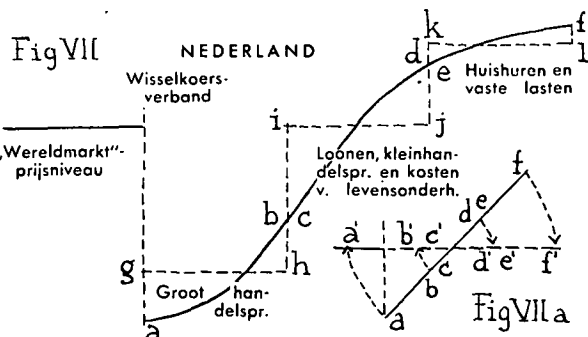 Fig VII
NEDERLAND
Wisselkoers-
verband
„Wereldmarkt"-
prijsniveau
k
f
d
e
l
Huishuren en
vaste lasten
i
j
Loonen, kleinhan-
delspr. en kosten
v. levensonderh.
b
c
g
h
Groot
han-
delspr.
a
f
d
e
a'
b'
c'
d'
e'
f'
c
b
a
Fig VII a